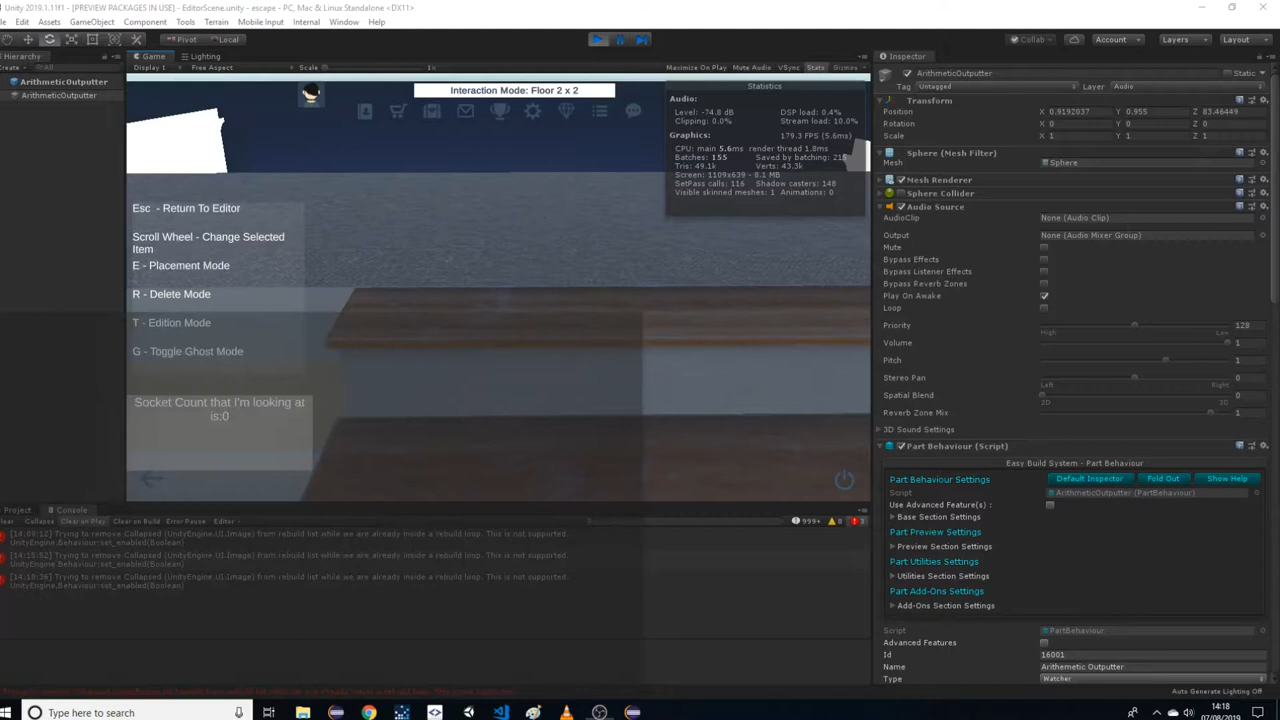 Unity 2019.1.11f1 - [PREVIEW PACKAGES IN USE] - EditorScene.unity - escape - PC, Mac & Linux Standalone <DX11>
Edit Assets GameObject Component Tools Terrain Mobile Input Internal Window Help
Pivot Local Collab Account Layers Layout
Hierarchy Game Lighting Inspector
Create All Display 1 Free Aspect Scale 1x Maximize On Play Mute Audio VSync Stats Gizmos
ArithmeticOutputter
ArithmeticOutputter
Interaction Mode: Floor 2 x 2
Statistics
Audio:
Level: -74.8 dB DSP load: 0.4%
Clipping: 0.0% Stream load: 10.0%
Graphics: 179.3 FPS (5.6ms)
CPU: main 5.6ms render thread 1.8ms
Batches: 155 Saved by batching: 215
Tris: 49.1k Verts: 43.3k
Screen: 1109x639 - 8.1 MB
SetPass calls: 116 Shadow casters: 148
Visible skinned meshes: 1 Animations: 0
Esc - Return To Editor
Scroll Wheel - Change Selected
Item
E - Placement Mode
R - Delete Mode
T - Edition Mode
G - Toggle Ghost Mode
Socket Count that I'm looking at
is:0
ArithmeticOutputter Static
Tag Untagged Layer Audio
Transform
Position X 0.9192037 Y 0.955 Z 83.46449
Rotation X 0 Y 0 Z 0
Scale X 1 Y 1 Z 1
Sphere (Mesh Filter)
Mesh Sphere
Mesh Renderer
Sphere Collider
Audio Source
AudioClip None (Audio Clip)
Output None (Audio Mixer Group)
Mute
Bypass Effects
Bypass Listener Effects
Bypass Reverb Zones
Play On Awake
Loop
Priority 128
High Low
Volume 1
Pitch 1
Stereo Pan 0
Left Right
Spatial Blend 0
2D 3D
Reverb Zone Mix 1
3D Sound Settings
Part Behaviour (Script)
Easy Build System - Part Behaviour
Part Behaviour Settings Default Inspector Fold Out Show Help
Script ArithmeticOutputter (PartBehaviour)
Use Advanced Feature(s) :
Base Section Settings
Part Preview Settings
Preview Section Settings
Part Utilities Settings
Utilities Section Settings
Part Add-Ons Settings
Add-Ons Section Settings
Script PartBehaviour
Advanced Features
Id 16001
Name Arithemetic Outputter
Type Watcher
Auto Generate Lighting Off
Project Console
Collapse Clear on Play Clear on Build Error Pause Editor 999+ 8 3
[14:09:12] Trying to remove Collapsed (UnityEngine.UI.Image) from rebuild list while we are already inside a rebuild loop. This is not supported.
UnityEngine.Behaviour:set_enabled(Boolean)
[14:15:52] Trying to remove Collapsed (UnityEngine.UI.Image) from rebuild list while we are already inside a rebuild loop. This is not supported.
UnityEngine.Behaviour:set_enabled(Boolean)
[14:18:36] Trying to remove Collapsed (UnityEngine.UI.Image) from rebuild list while we are already inside a rebuild loop. This is not supported.
UnityEngine.Behaviour:set_enabled(Boolean)
Type here to search
14:18
07/08/2019